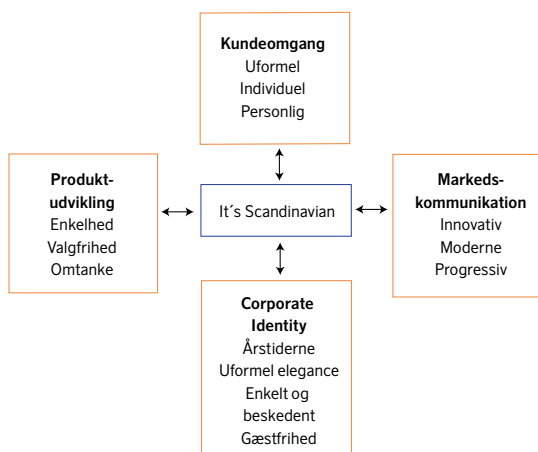 Kundeomgang
Uformel
Individuel
Personlig
Produkt-
udvikling
Enkelhed
Valgfrihed
Omtanke
It´s Scandinavian
Markeds-
kommunikation
Innovativ
Moderne
Progressiv
Corporate
Identity
Årstiderne
Uformel elegance
Enkelt og
beskedent
Gæstfrihed